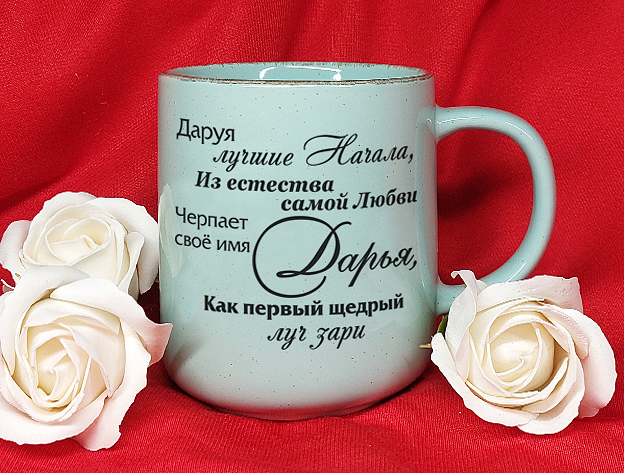 Даруя
лучшие Начала,
Из естества
самой Любви
Черпает
своё имя
Дарья,
Как первый щедрый
луч зари